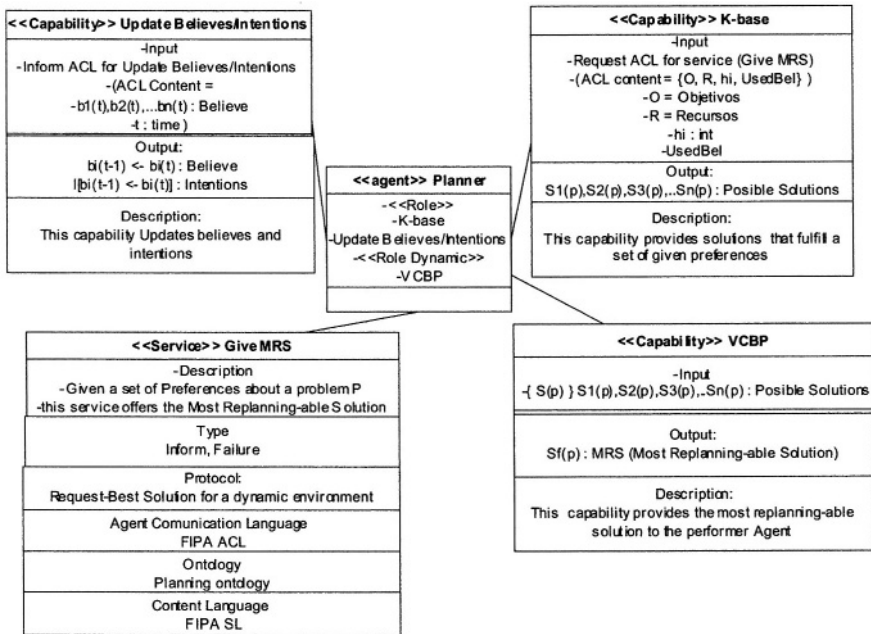 <<Capability>> Update Believes/Intentions
-Input
-Inform ACL for Update Believes/Intentions
-(ACL Content =
-b1(t),b2(t),...bn(t) : Believe
-t : time )
Output:
bi(t-1) <- bi(t) : Believe
I[bi(t-1) <- bi(t)] : Intentions
Description:
This capability Updates believes and
intentions
<<Capability>> K-base
-Input
-Request ACL for service (Give MRS)
-(ACL content = {O, R, hi, UsedBel} )
-O = Objetivos
-R = Recursos
-hi : int
-UsedBel
Output:
S1(p),S2(p),S3(p),..Sn(p) : Posible Solutions
Description:
This capability provides solutions that fulfill a
set of given preferences
<<agent>> Planner
-<<Role>>
-K-base
-Update Believes/Intentions
-<<Role Dynamic>>
-VCBP
<<Service>> Give MRS
-Description
-Given a set of Preferences about a problem P
-this service offers the Most Replanning-able Solution
Type
Inform, Failure
Protocol:
Request-Best Solution for a dynamic environment
Agent Comunication Language
FIPA ACL
Ontology
Planning ontology
Content Language
FIPA SL
<<Capability>> VCBP
-Input
-{ S(p) } S1(p),S2(p),S3(p),..Sn(p) : Posible Solutions
Output:
Sf(p) : MRS (Most Replanning-able Solution)
Description:
This capability provides the most replanning-able
solution to the performer Agent